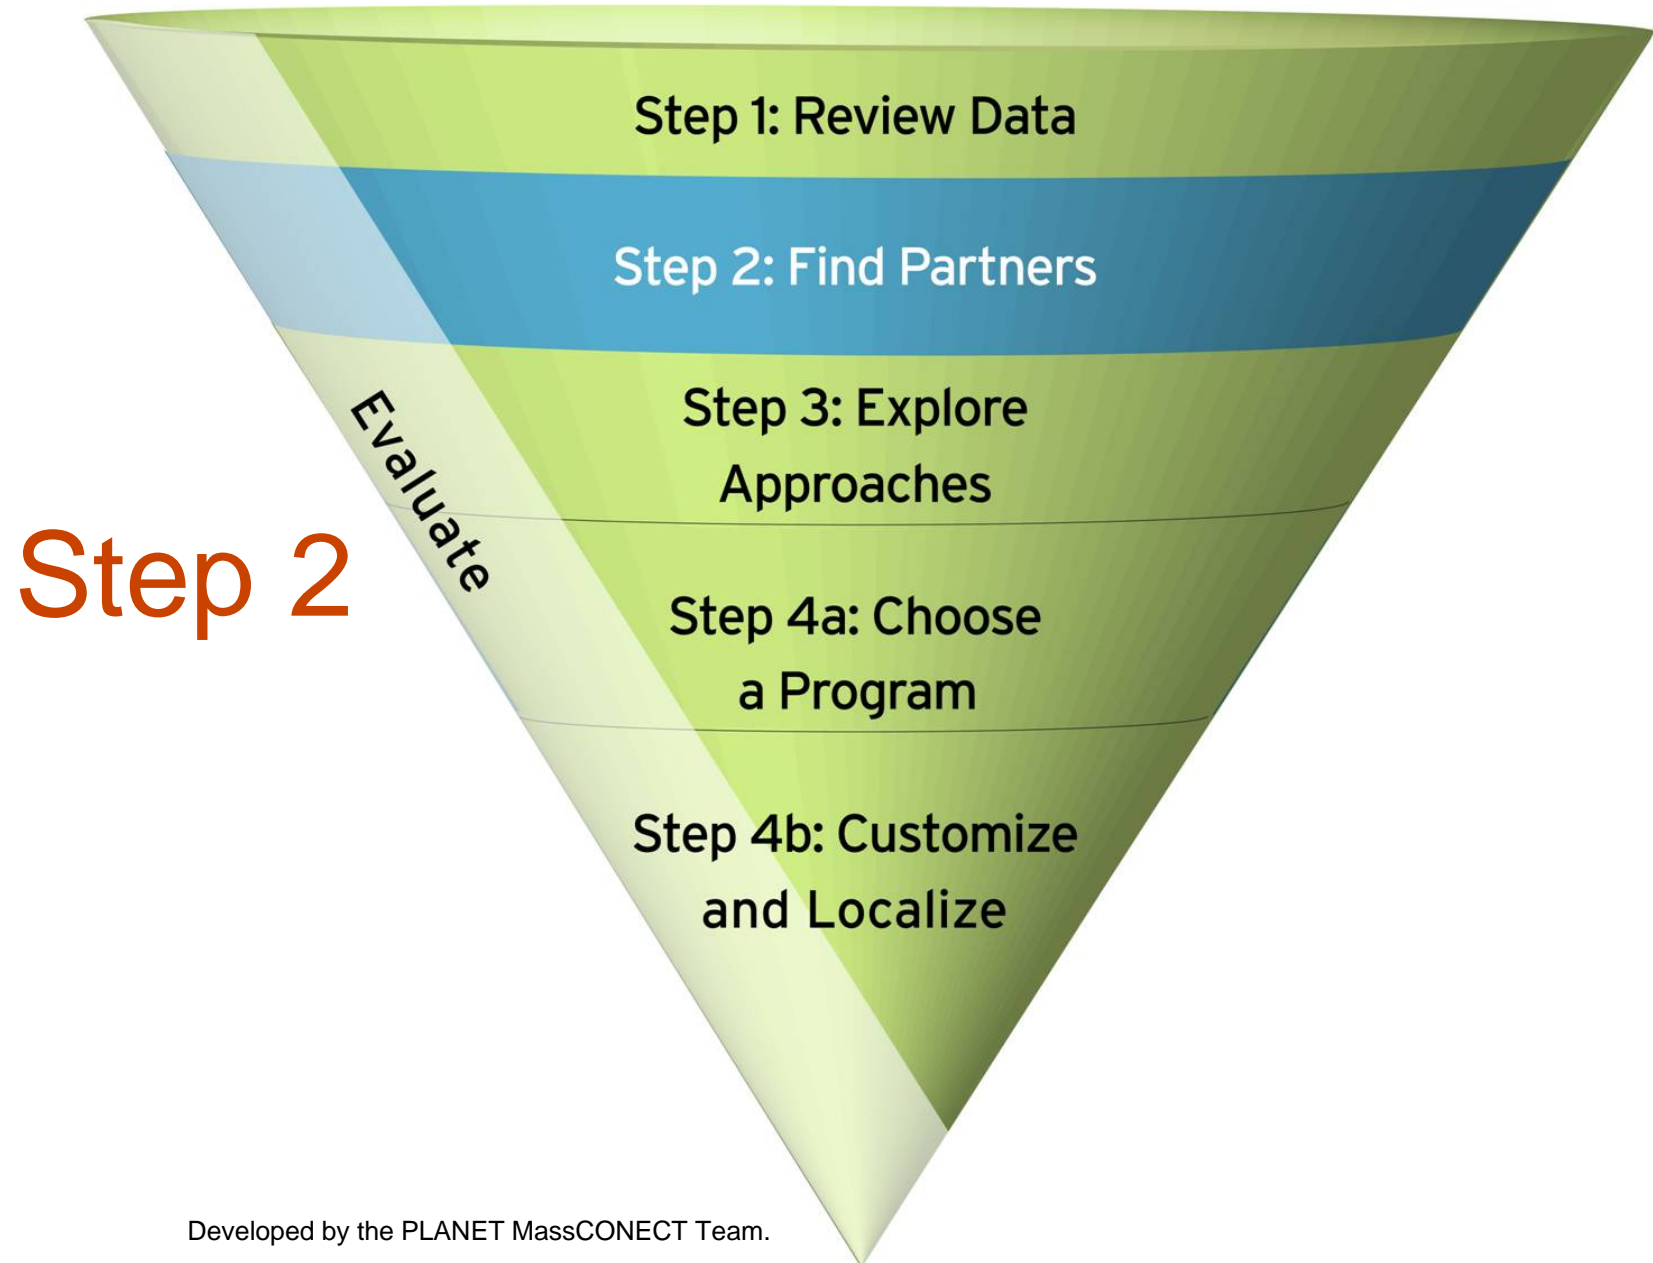 Step 1: Review Data
Step 2: Find Partners
Step 3: Explore
Approaches
Evaluate
Step 2
Step 4a: Choose
a Program
Step 4b: Customize
and Localize
Developed by the PLANET MassCONECT Team.